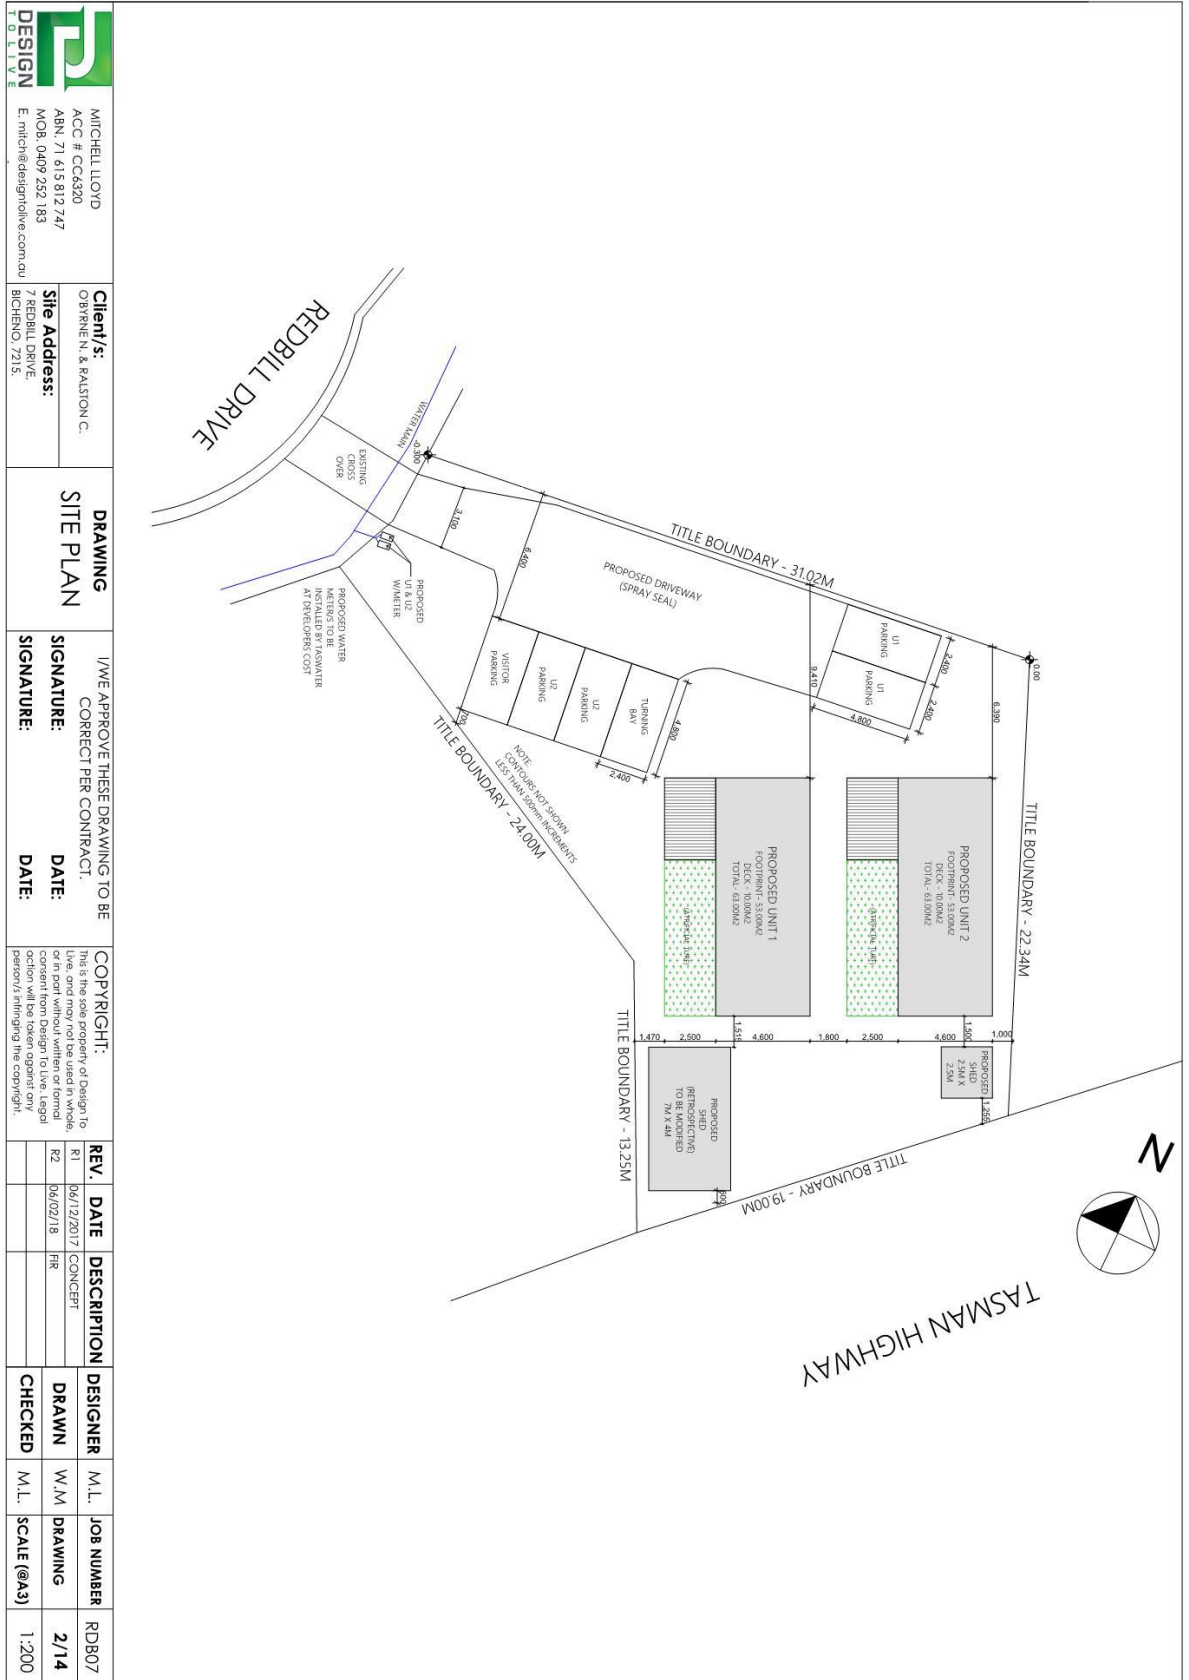 REDBILL DRIVE
WATER MAIN
-0.300
EXISTING
CROSS
OVER
3,100
6,400
PROPOSED
U1 & U2
W/METER
PROPOSED WATER
METER/S TO BE
INSTALLED BY TASWATER
AT DEVELOPERS COST
TITLE BOUNDARY - 31.02M
PROPOSED DRIVEWAY
(SPRAY SEAL)
U1
PARKING
U1
PARKING
2,400
2,400
4,800
0.00
6,390
9,410
VISITOR
PARKING
U2
PARKING
U2
PARKING
TURNING
BAY
4,800
2,400
700
NOTE:
CONTOURS NOT SHOWN
LESS THAN 500mm INCREMENTS
TITLE BOUNDARY - 24.00M
TITLE BOUNDARY - 22.34M
PROPOSED UNIT 2
FOOTPRINT- 53.00M2
DECK - 10.00M2
TOTAL- 63.00M2
PROPOSED UNIT 1
FOOTPRINT- 53.00M2
DECK - 10.00M2
TOTAL- 63.00M2
1,470
2,500
1,515
4,600
1,800
2,500
4,600
1,500
1,000
PROPOSED
SHED
2.5M X
2.5M
1,255
PROPOSED
SHED
(RETROSPECTIVE)
TO BE MODIFIED
7M X 4M
600
TITLE BOUNDARY - 13.25M
TITLE BOUNDARY - 19.00M
N
TASMAN HIGHWAY
DESIGN
TO LIVE
MITCHELL LLOYD
ACC # CC6320
ABN. 71 615 812 747
MOB. 0409 252 183
E. mitch@designtolive.com.au
Client/s:
O'BYRNE N. & RALSTON C.
Site Address:
7 REDBILL DRIVE,
BICHENO, 7215.
DRAWING
SITE PLAN
I/WE APPROVE THESE DRAWING TO BE
CORRECT PER CONTRACT.
SIGNATURE: DATE:
SIGNATURE: DATE:
COPYRIGHT:
This is the sole property of Design To
Live, and may not be used in whole,
or in part without written or formal
consent from Design To Live. Legal
action will be taken against any
person/s infringing the copyright.
REV. DATE DESCRIPTION
R1 06/12/2017 CONCEPT
R2 06/02/18 FIR
DESIGNER M.L. JOB NUMBER RDB07
DRAWN W.M DRAWING 2/14
CHECKED M.L. SCALE (@A3) 1:200